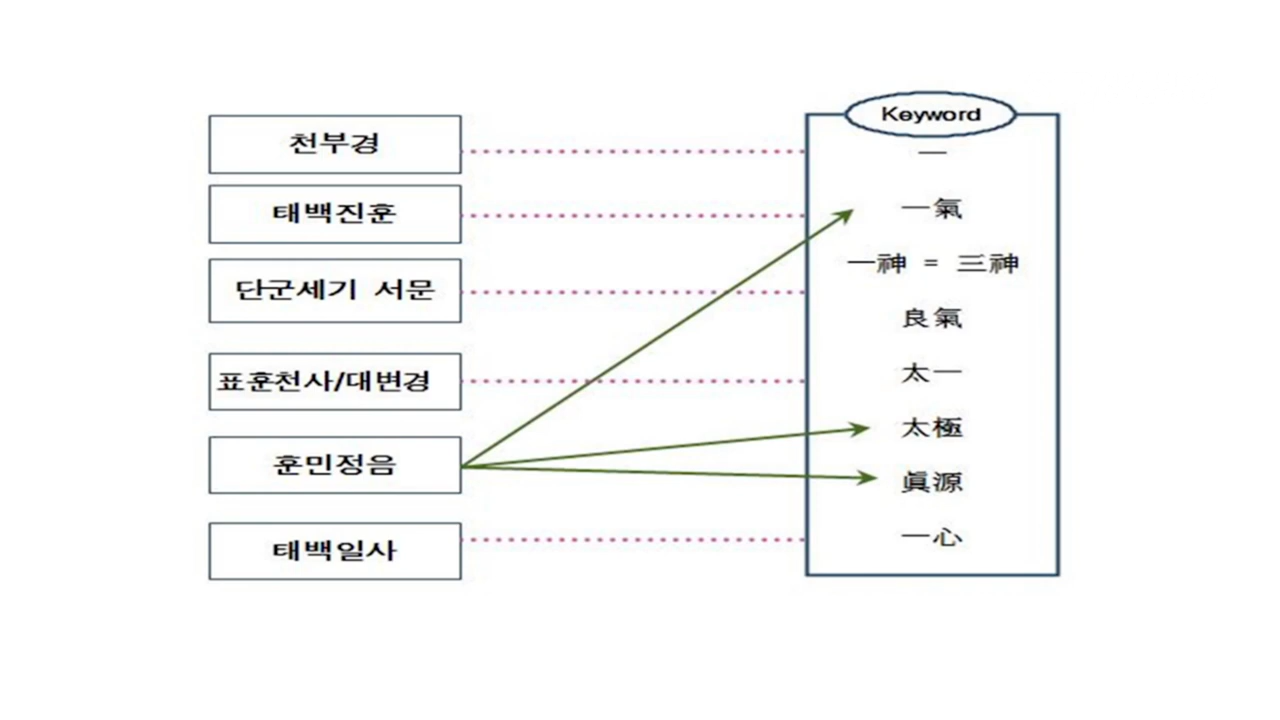 천부경
태백진훈
단군세기 서문
표훈천사/대변경
훈민정음
태백일사
Keyword
一
一氣
一神 = 三神
良氣
太一
太極
眞源
一心